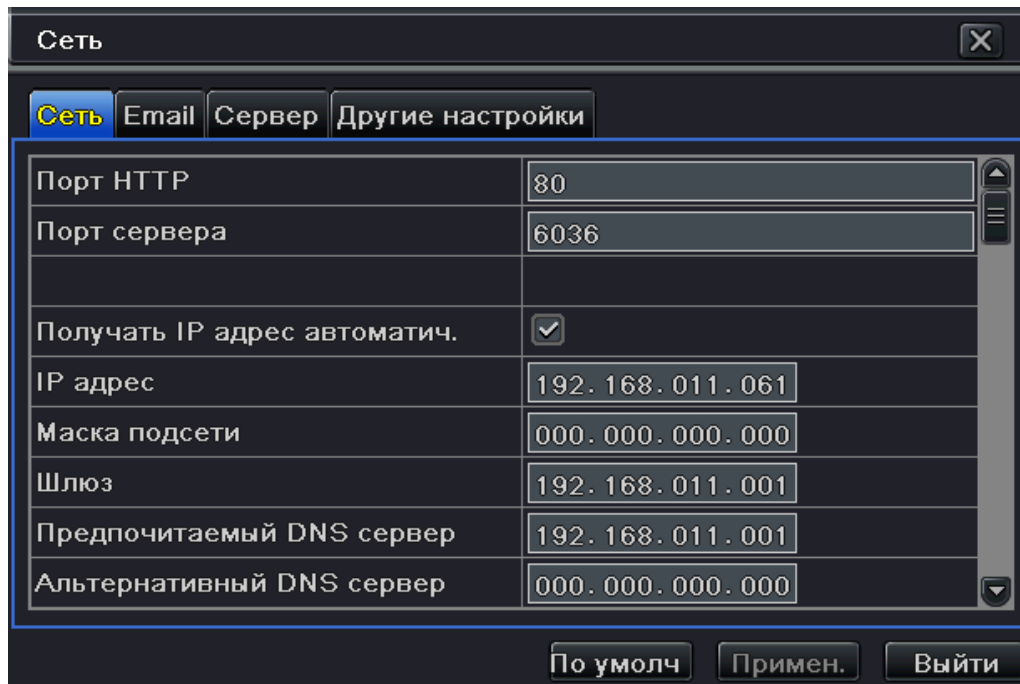 Сеть
Сеть Email Сервер Другие настройки
Порт HTTP 80
Порт сервера 6036
Получать IP адрес автоматич.
IP адрес 192.168.011.061
Маска подсети 000.000.000.000
Шлюз 192.168.011.001
Предпочитаемый DNS сервер 192.168.011.001
Альтернативный DNS сервер 000.000.000.000
По умолч Примен. Выйти